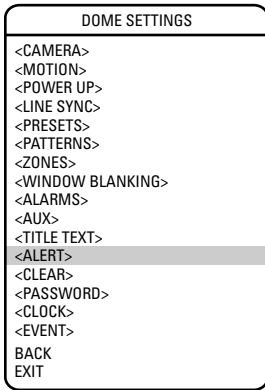 DOME SETTINGS
<CAMERA>
<MOTION>
<POWER UP>
<LINE SYNC>
<PRESETS>
<PATTERNS>
<ZONES>
<WINDOW BLANKING>
<ALARMS>
<AUX>
<TITLE TEXT>
<ALERT>
<CLEAR>
<PASSWORD>
<CLOCK>
<EVENT>
BACK
EXIT